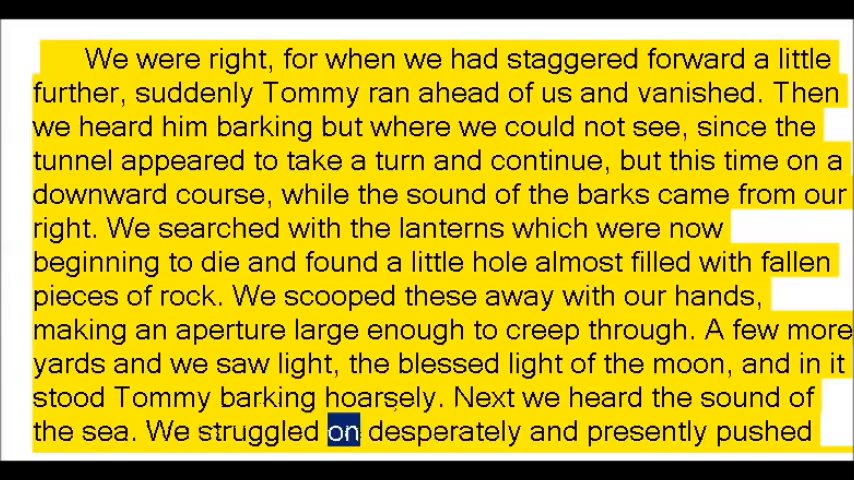 We were right, for when we had staggered forward a little
further, suddenly Tommy ran ahead of us and vanished. Then
we heard him barking but where we could not see, since the
tunnel appeared to take a turn and continue, but this time on a
downward course, while the sound of the barks came from our
right. We searched with the lanterns which were now
beginning to die and found a little hole almost filled with fallen
pieces of rock. We scooped these away with our hands,
making an aperture large enough to creep through. A few more
yards and we saw light, the blessed light of the moon, and in it
stood Tommy barking hoarsely. Next we heard the sound of
the sea. We struggled on desperately and presently pushed